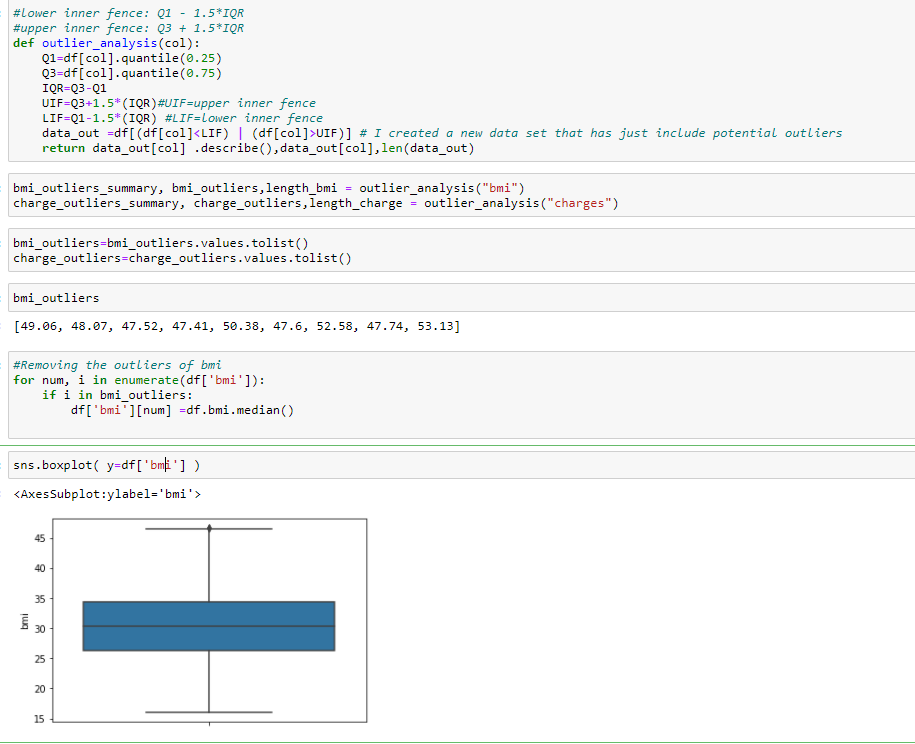 #lower inner fence: Q1 - 1.5*IQR
#upper inner fence: Q3 + 1.5*IQR
def outlier_analysis(col):
    Q1=df[col].quantile(0.25)
    Q3=df[col].quantile(0.75)
    IQR=Q3-Q1
    UIF=Q3+1.5*(IQR)#UIF=upper inner fence
    LIF=Q1-1.5*(IQR) #LIF=lower inner fence
    data_out =df[(df[col]<LIF) | (df[col]>UIF)] # I created a new data set that has just include potential outliers
    return data_out[col] .describe(),data_out[col],len(data_out)
bmi_outliers_summary, bmi_outliers,length_bmi = outlier_analysis("bmi")
charge_outliers_summary, charge_outliers,length_charge = outlier_analysis("charges")
bmi_outliers=bmi_outliers.values.tolist()
charge_outliers=charge_outliers.values.tolist()
bmi_outliers
[49.06, 48.07, 47.52, 47.41, 50.38, 47.6, 52.58, 47.74, 53.13]
#Removing the outliers of bmi
for num, i in enumerate(df['bmi']):
    if i in bmi_outliers:
        df['bmi'][num] =df.bmi.median()
sns.boxplot( y=df['bmi'] )
<AxesSubplot:ylabel='bmi'>
45
40
35
30
25
20
15
bmi